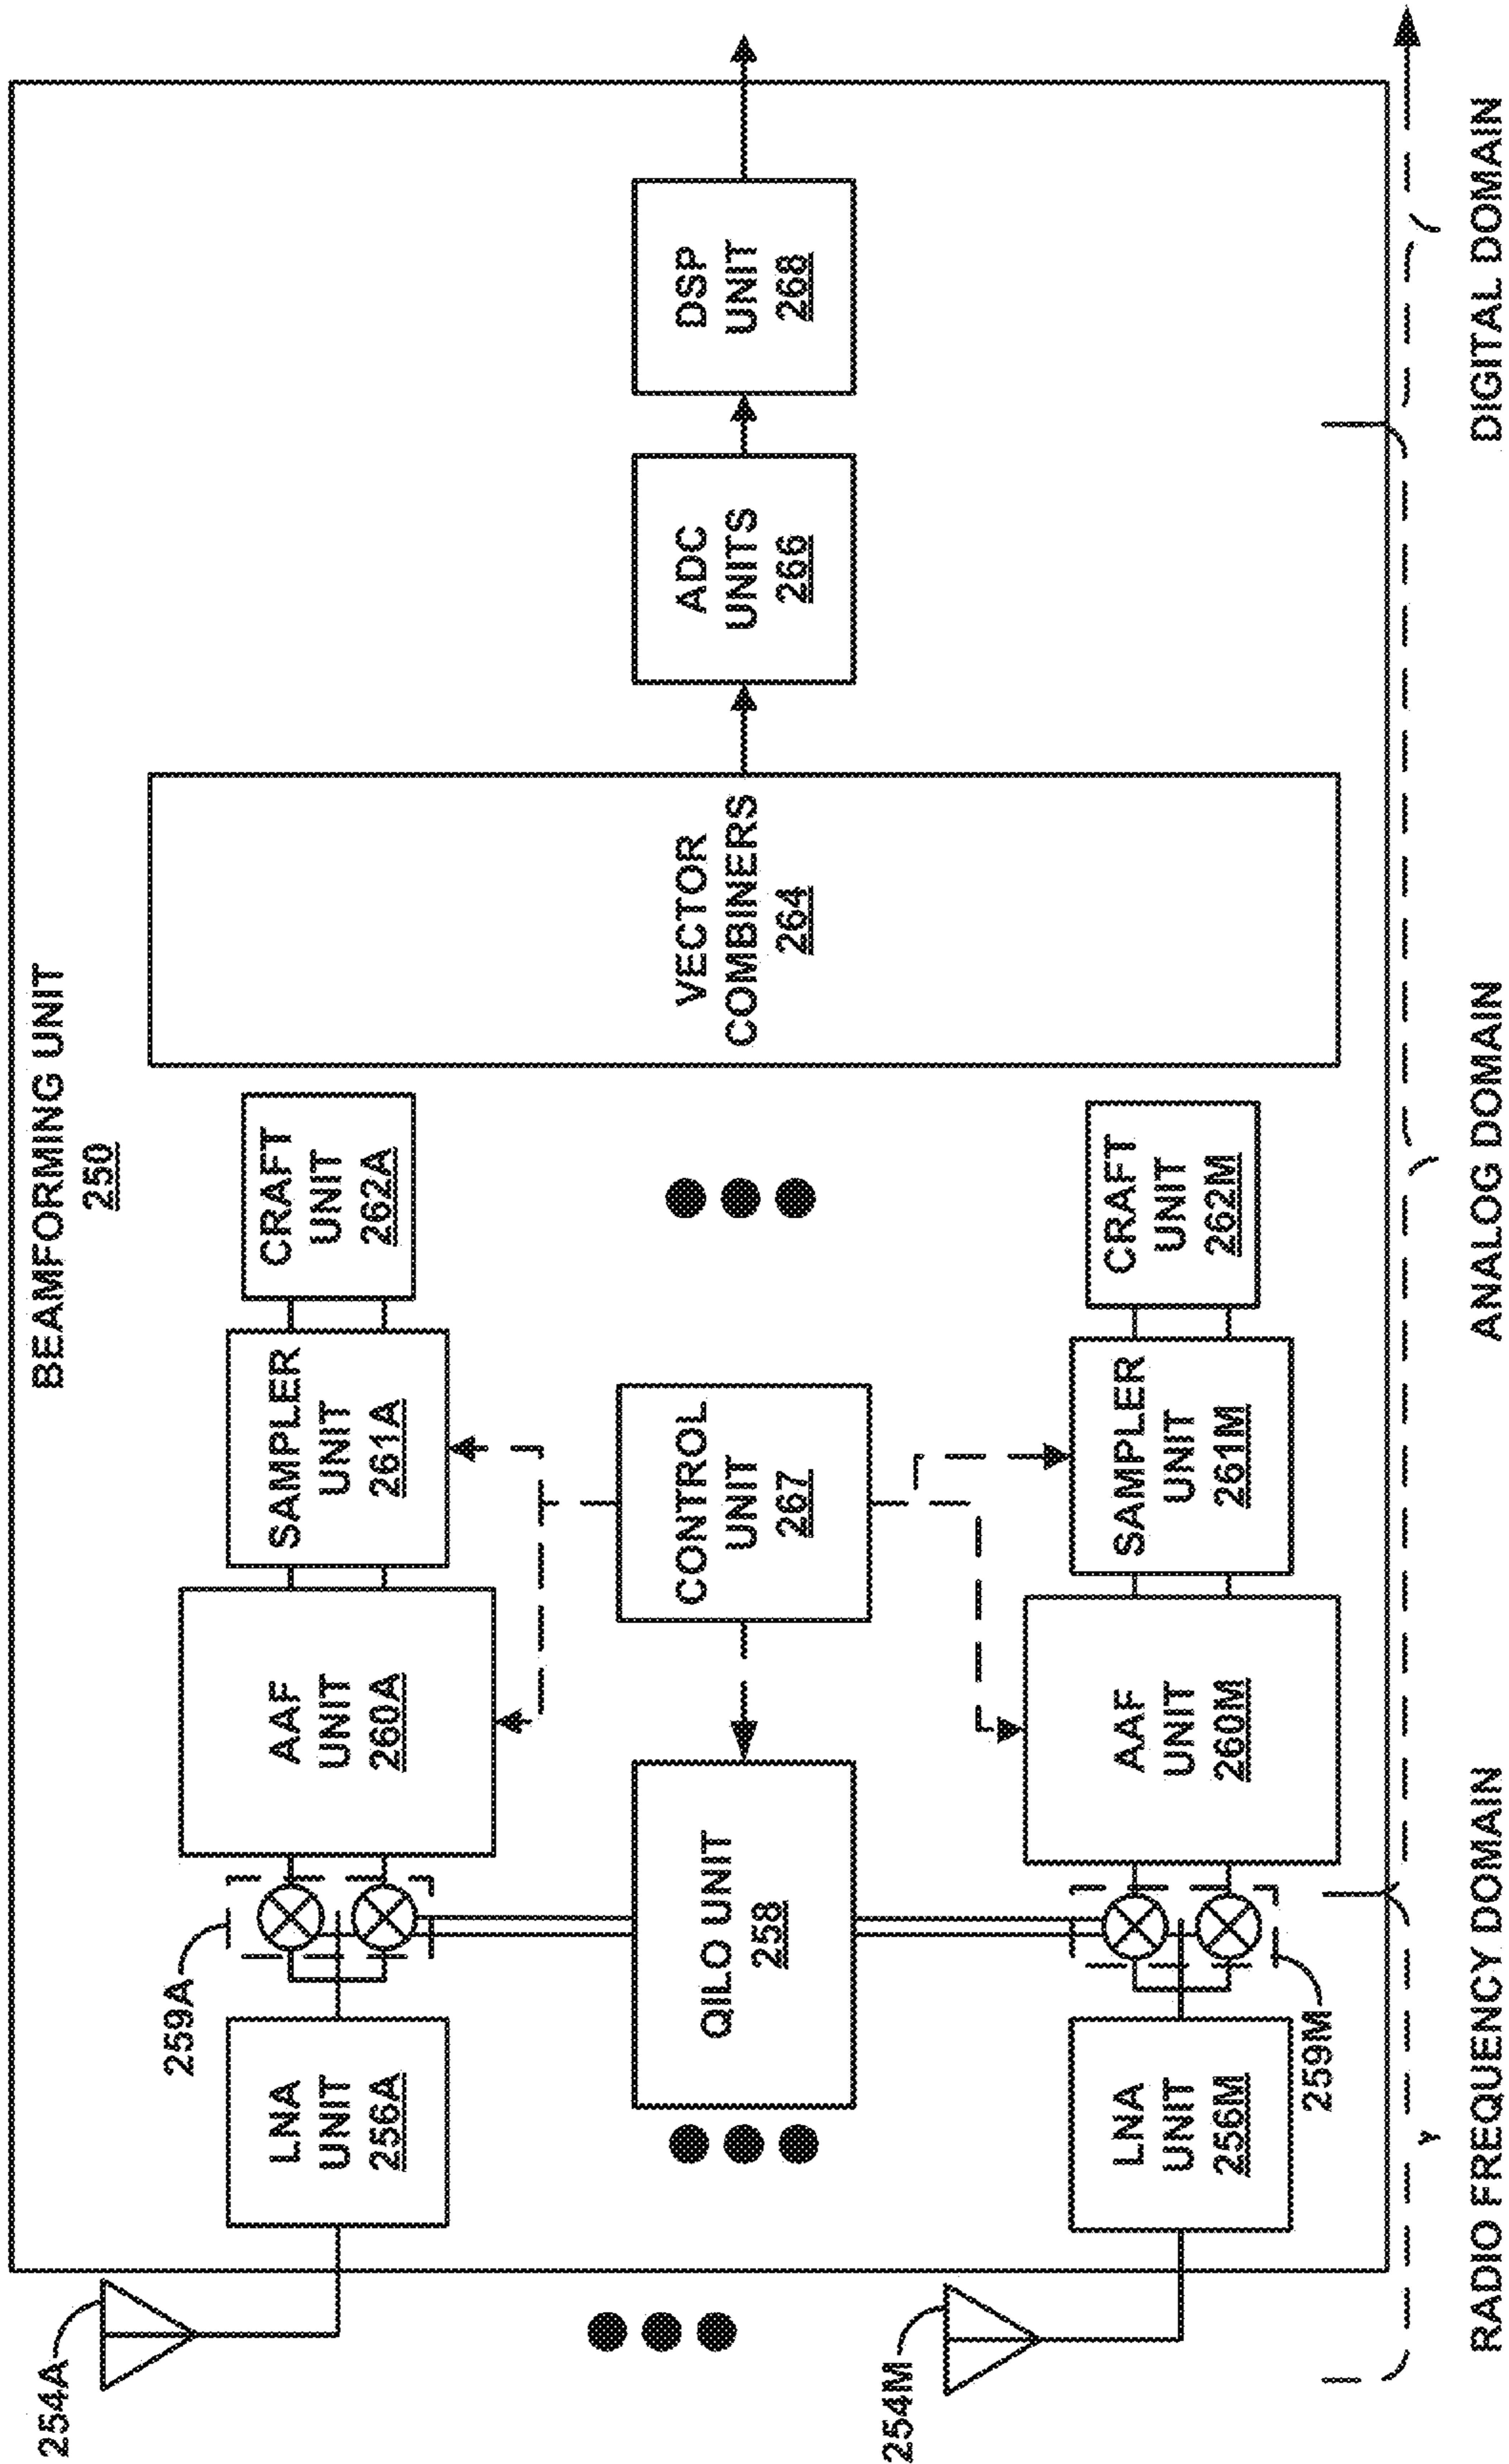 BEAMFORMING UNIT
250
254A
LNA
UNIT
256A
259A
AAF
UNIT
260A
SAMPLER
UNIT
261A
CRAFT
UNIT
262A
QILO UNIT
258
CONTROL
UNIT
267
VECTOR
COMBINERS
264
ADC
UNITS
266
DSP
UNIT
268
254M
LNA
UNIT
256M
259M
AAF
UNIT
260M
SAMPLER
UNIT
261M
CRAFT
UNIT
262M
RADIO FREQUENCY DOMAIN
ANALOG DOMAIN
DIGITAL DOMAIN